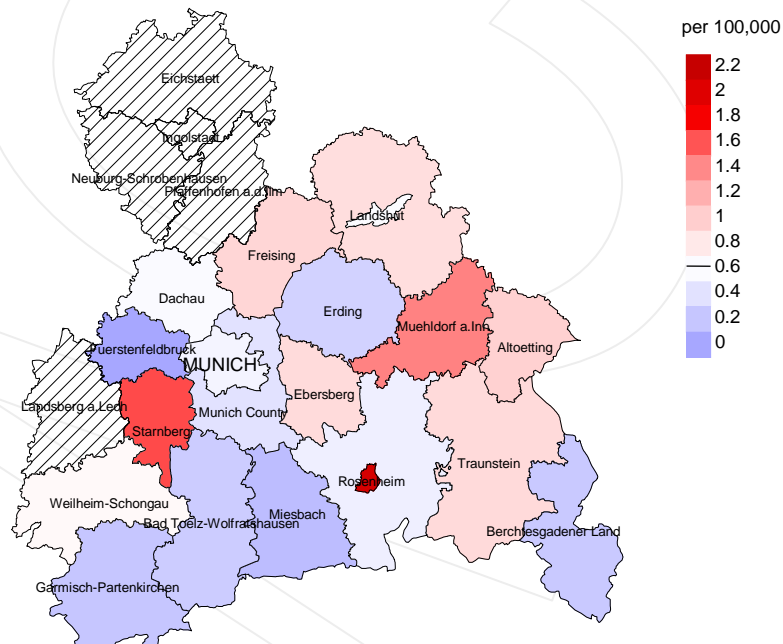 per 100,000
2.2
2
1.8
1.6
1.4
1.2
1
0.8
0.6
0.4
0.2
0
Eichstaett
Ingolstadt
Neuburg-Schrobenhausen
Pfaffenhofen a.d.Ilm
Landshut
Freising
Dachau
Erding
Muehldorf a.Inn
Altoetting
Fuerstenfeldbruck
MUNICH
Ebersberg
Landsberg a.Lech
Munich County
Starnberg
Traunstein
Rosenheim
Weilheim-Schongau
Miesbach
Bad Toelz-Wolfratshausen
Berchtesgadener Land
Garmisch-Partenkirchen